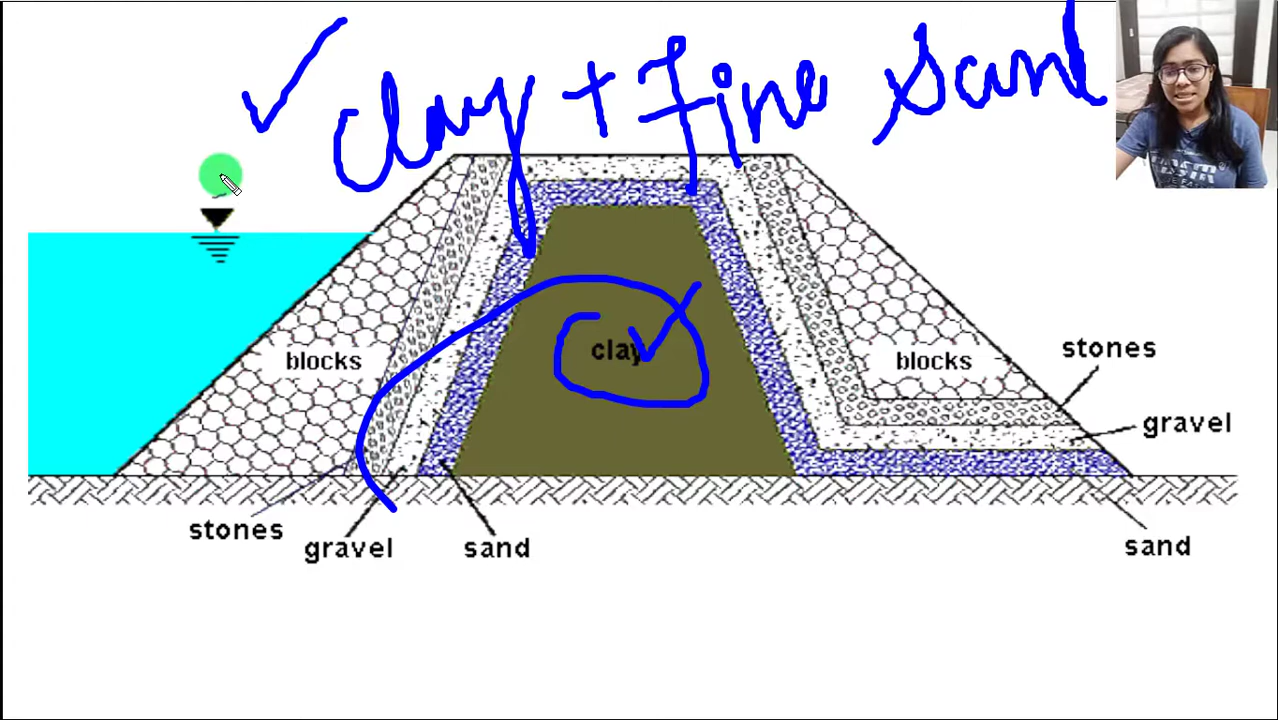 Clay + Fine Sand
clay
blocks
blocks
stones
gravel
stones
gravel
sand
sand